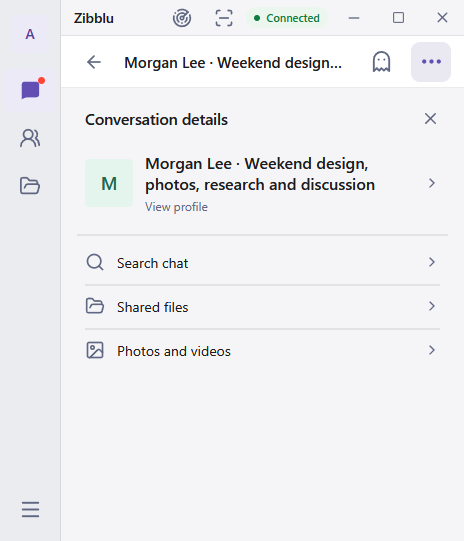 Zibblu
Connected
A
Morgan Lee · Weekend design...
Conversation details
M
Morgan Lee · Weekend design,
photos, research and discussion
View profile
Search chat
Shared files
Photos and videos